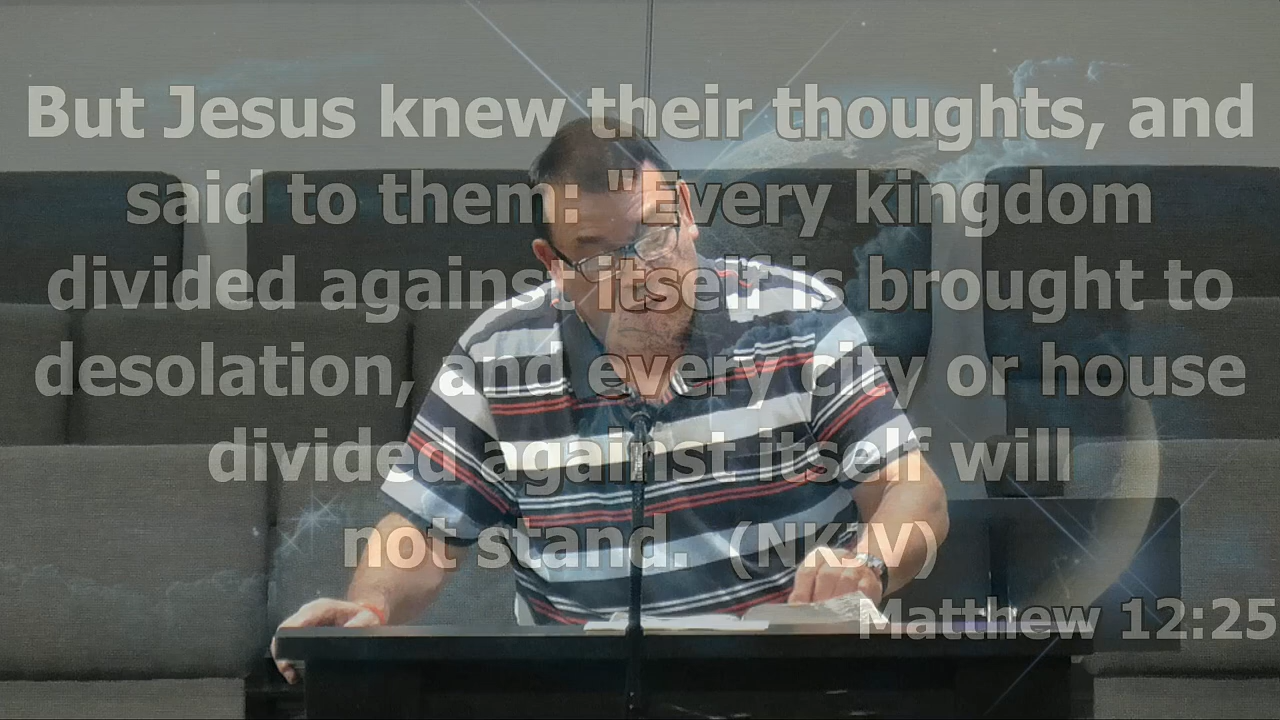 But Jesus knew their thoughts, and
said to them: "Every kingdom
divided against itself is brought to
desolation, and every city or house
divided against itself will
not stand. (NKJV)
Matthew 12:25